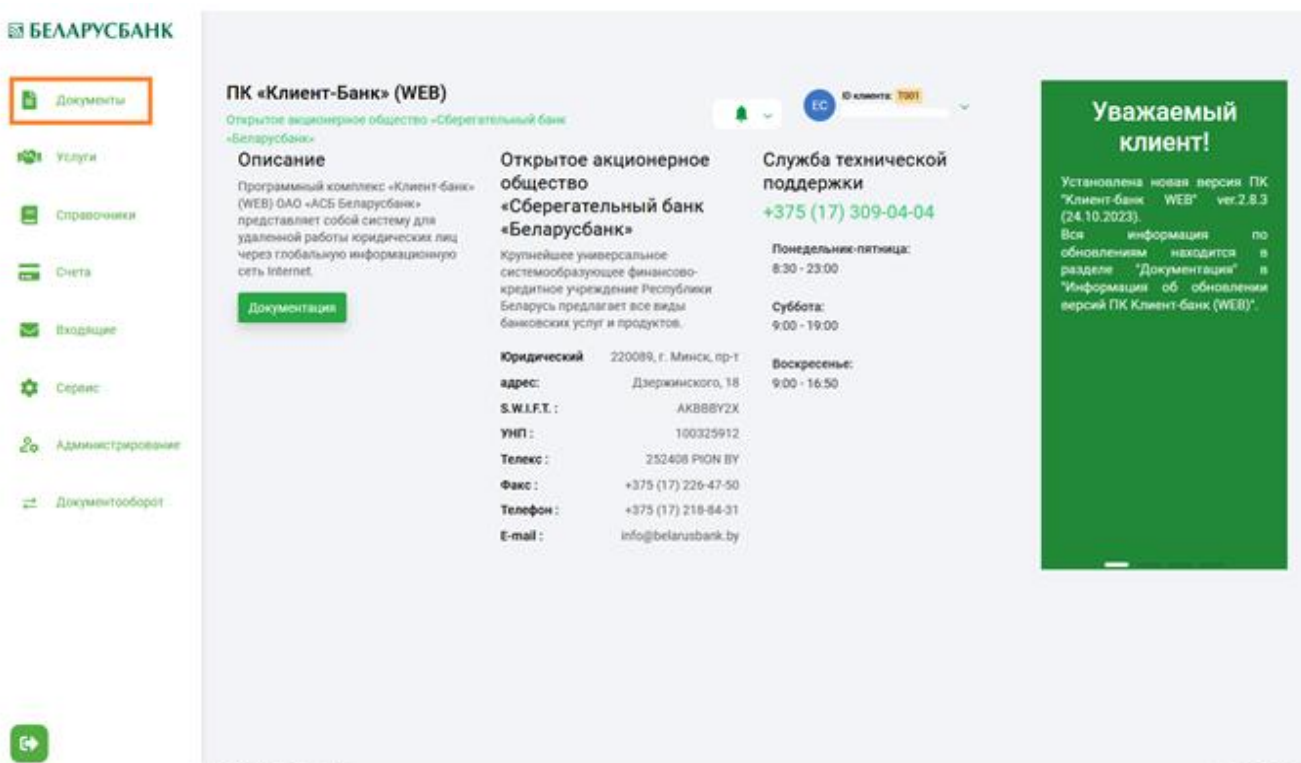 БЕЛАРУСБАНК
Документы
Услуги
Справочники
Счета
Входящие
Сервис
Администрирование
Документооборот
ПК «Клиент-Банк» (WEB)
Открытое акционерное общество «Сберегательный банк
«Беларусбанк»
ЕС
ID клиента: T001
Описание
Программный комплекс «Клиент-банк»
(WEB) ОАО «АСБ Беларусбанк»
представляет собой систему для
удаленной работы юридических лиц
через глобальную информационную
сеть Internet.
Документация
Открытое акционерное
общество
«Сберегательный банк
«Беларусбанк»
Крупнейшее универсальное
системообразующее финансово-
кредитное учреждение Республики
Беларусь предлагает все виды
банковских услуг и продуктов.
Юридический 220089, г. Минск, пр-т
адрес: Дзержинского, 18
S.W.I.F.T. : AKBBBY2X
УНП : 100325912
Телекс : 252408 PION BY
Факс : +375 (17) 226-47-50
Телефон : +375 (17) 218-84-31
E-mail : info@belarusbank.by
Служба технической
поддержки
+375 (17) 309-04-04
Понедельник-пятница:
8:30 - 23:00
Суббота:
9:00 - 19:00
Воскресенье:
9:00 - 16:50
Уважаемый
клиент!
Установлена новая версия ПК
"Клиент-банк WEB" ver.2.8.3
(24.10.2023).
Вся информация по
обновлениям находится в
разделе "Документация" в
"Информация об обновлении
версий ПК Клиент-банк (WEB)".